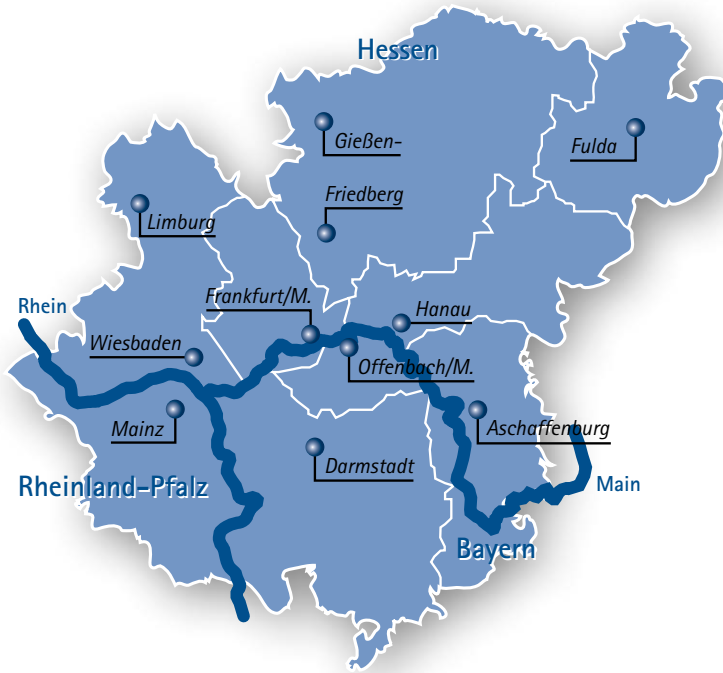 Hessen
Gießen-
Fulda
Friedberg
Limburg
Frankfurt/M.
Rhein
Hanau
Wiesbaden
Offenbach/M.
Mainz
Aschaffenburg
Darmstadt
Rheinland-Pfalz
Main
Bayern